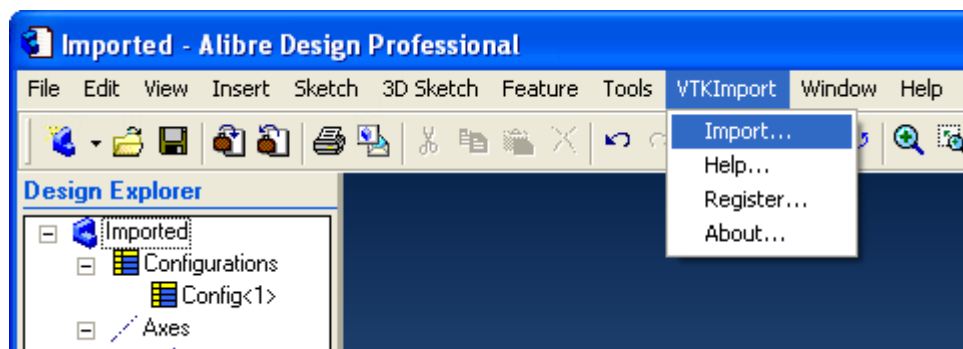 Imported - Alibre Design Professional
File Edit View Insert Sketch 3D Sketch Feature Tools VTKImport Window Help
Import...
Help...
Register...
About...
Design Explorer
Imported
Configurations
Config<1>
Axes